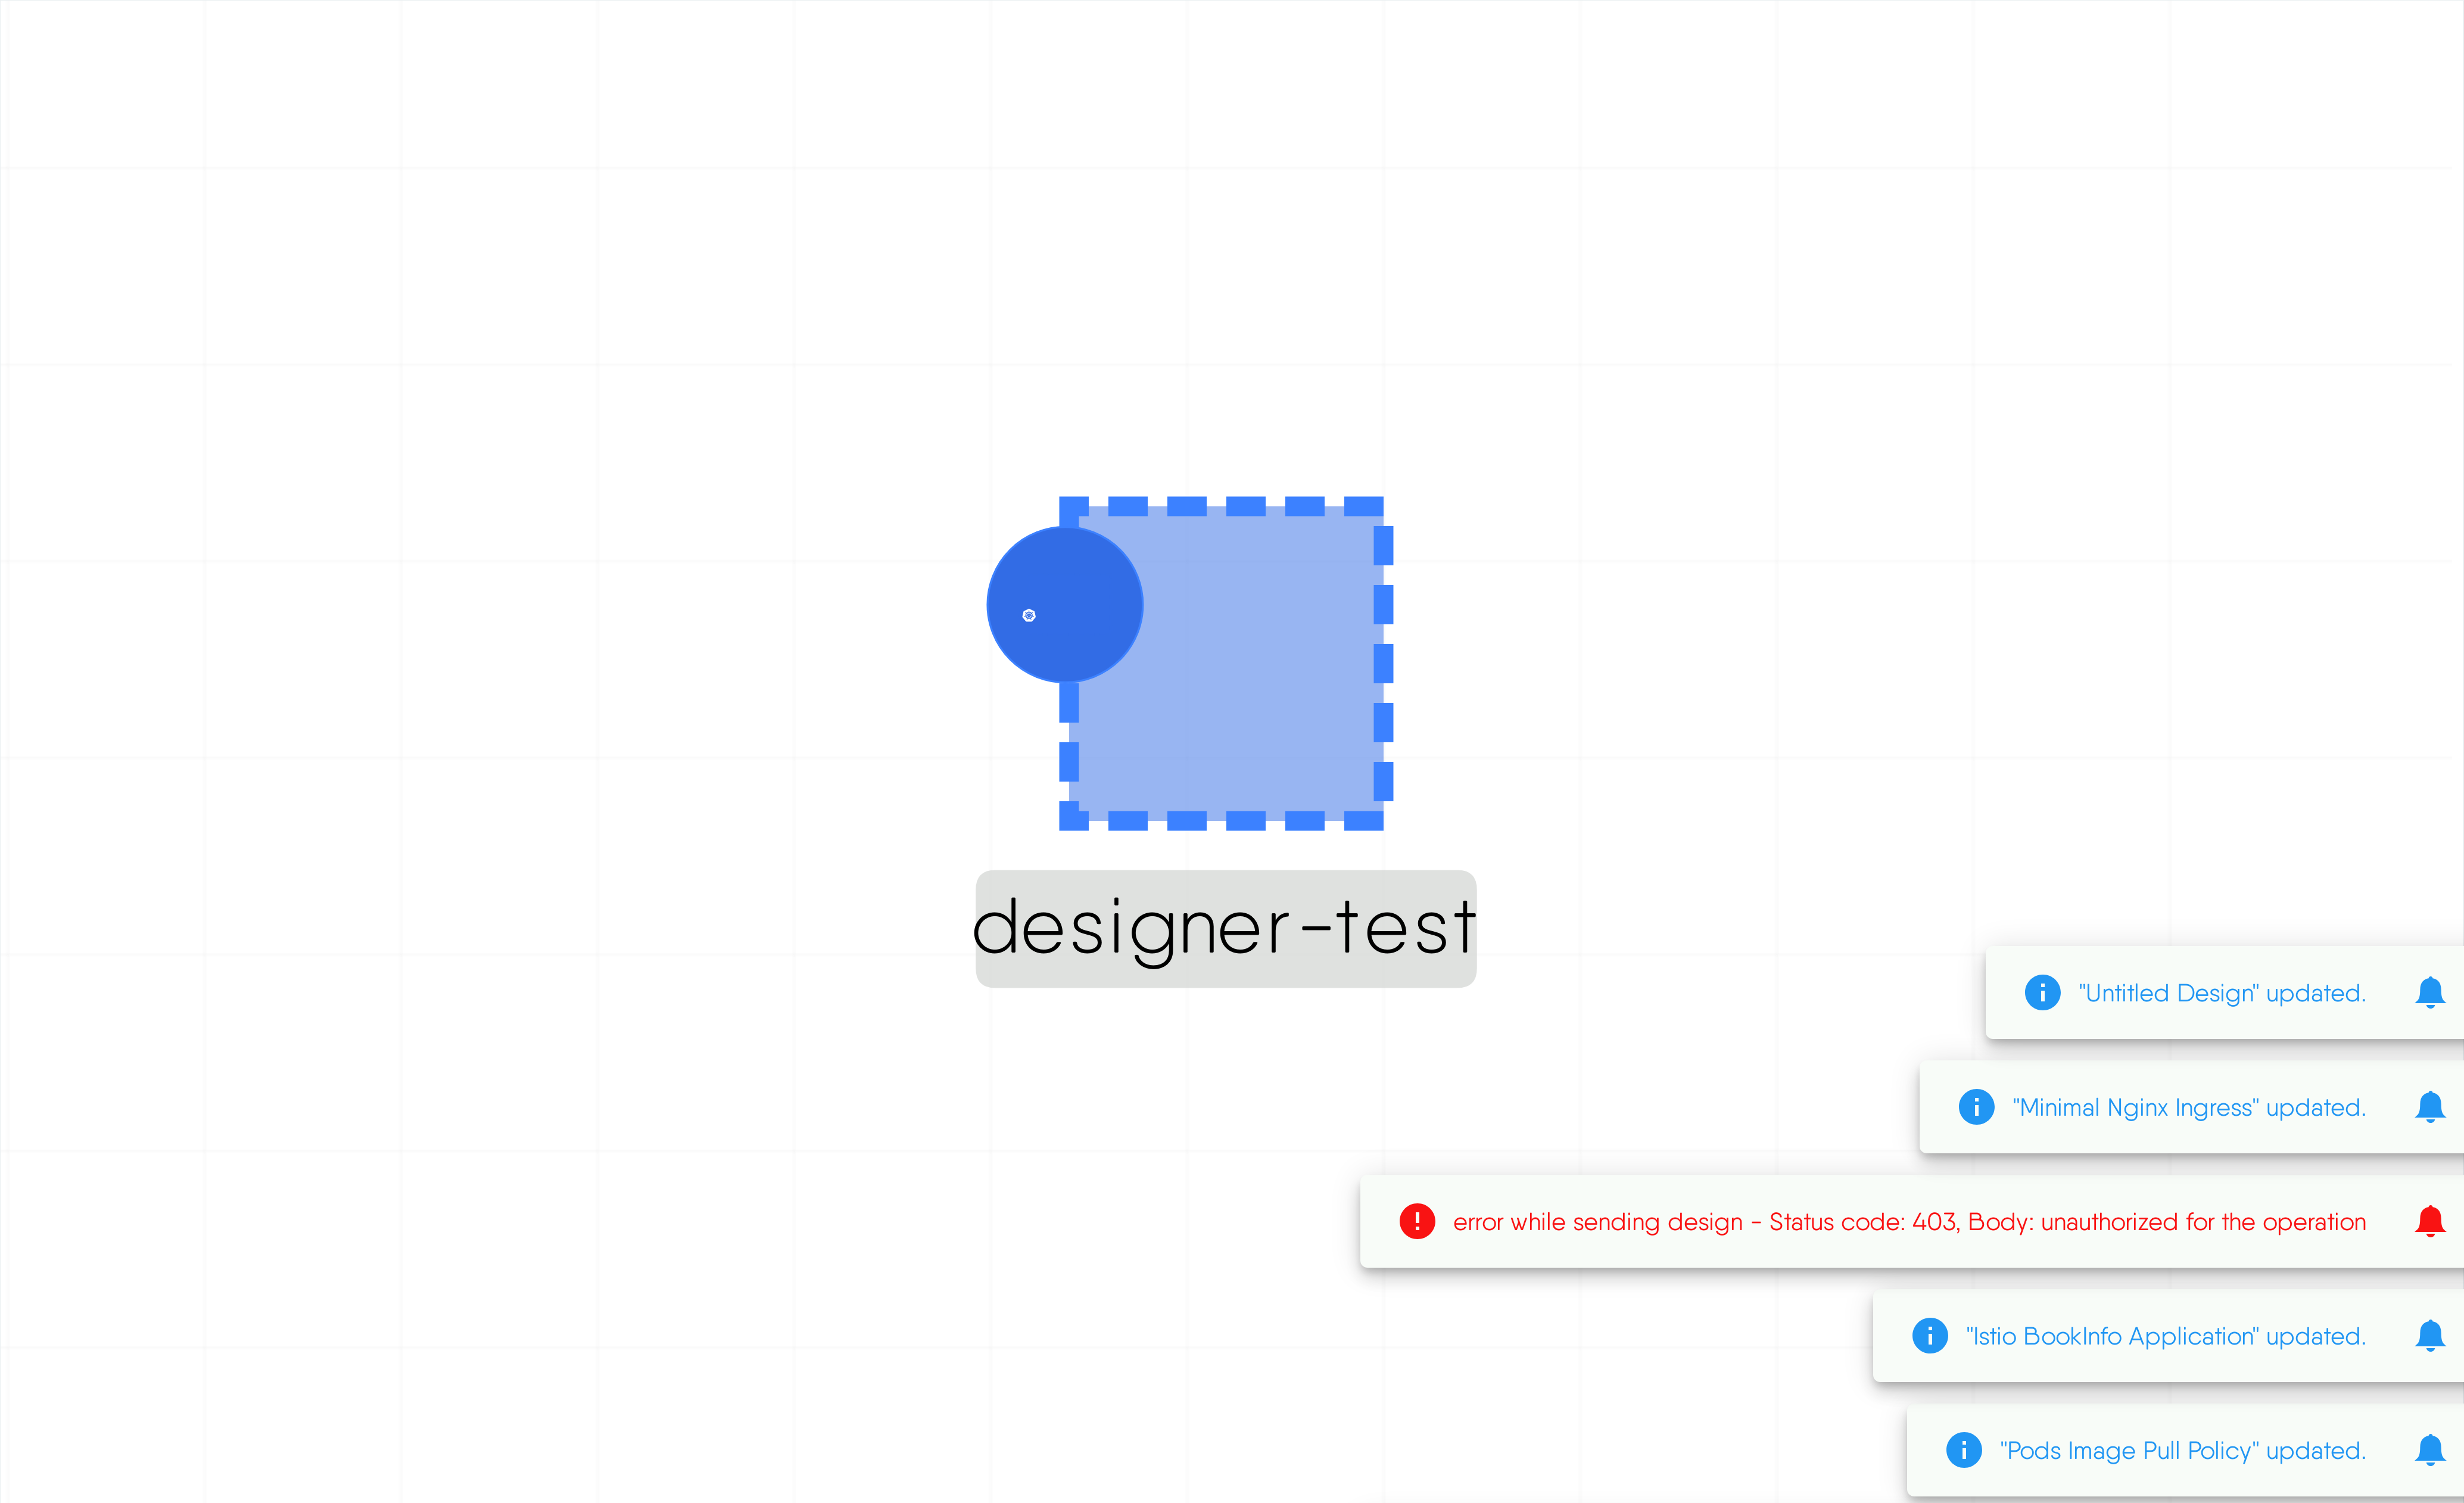 designer-test
"Untitled Design" updated.
"Minimal Nginx Ingress" updated.
error while sending design - Status code: 403, Body: unauthorized for the operation
"Istio BookInfo Application" updated.
"Pods Image Pull Policy" updated.